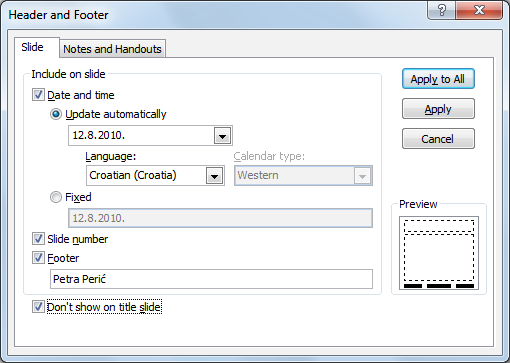 Header and Footer
Slide
Notes and Handouts
Include on slide
Date and time
Update automatically
12.8.2010.
Language:
Calendar type:
Croatian (Croatia)
Western
Fixed
12.8.2010.
Slide number
Footer
Petra Perić
Don't show on title slide
Apply to All
Apply
Cancel
Preview